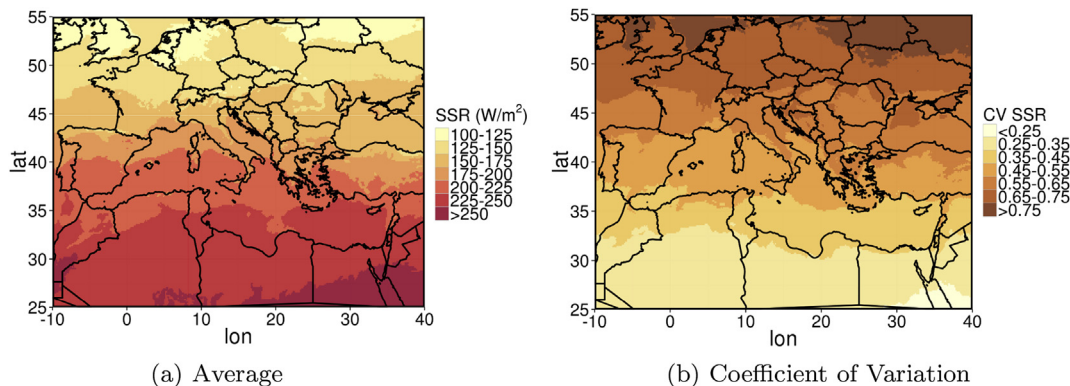 55
50
45
40
35
30
25
lat
-10 0 10 20 30 40
lon
SSR (W/m²)
100-125
125-150
150-175
175-200
200-225
225-250
>250
(a) Average
55
50
45
40
35
30
25
lat
-10 0 10 20 30 40
lon
CV SSR
<0.25
0.25-0.35
0.35-0.45
0.45-0.55
0.55-0.65
0.65-0.75
>0.75
(b) Coefficient of Variation